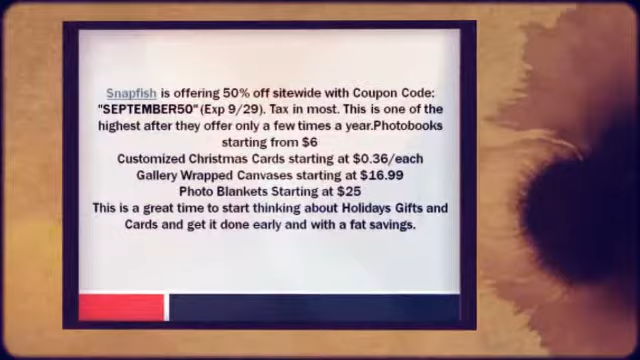 Snapfish is offering 50% off sitewide with Coupon Code:
"SEPTEMBER50" (Exp 9/29). Tax in most. This is one of the
highest after they offer only a few times a year.Photobooks
starting from $6
Customized Christmas Cards starting at $0.36/each
Gallery Wrapped Canvases starting at $16.99
Photo Blankets Starting at $25
This is a great time to start thinking about Holidays Gifts and
Cards and get it done early and with a fat savings.